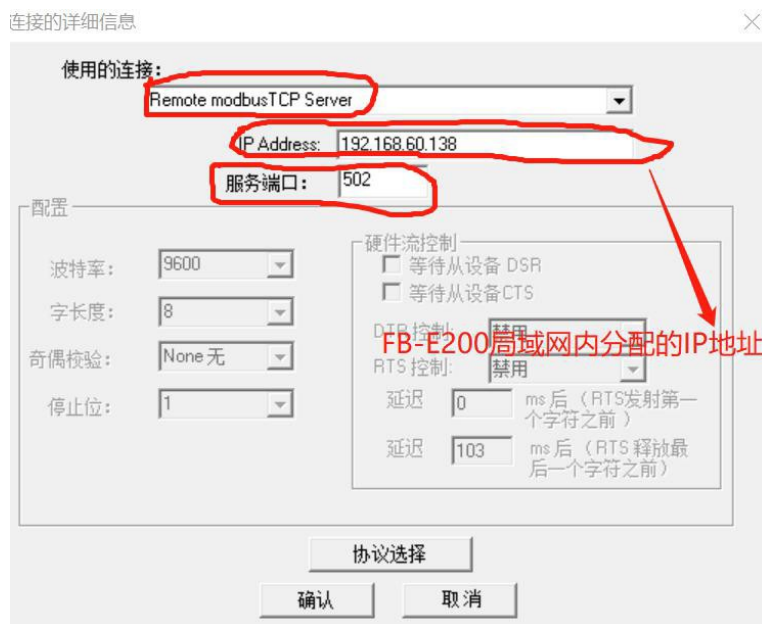 连接的详细信息
使用的连接：
Remote modbusTCP Server
IP Address: 192.168.60.138
服务端口： 502
配置
波特率： 9600
字长度： 8
奇偶校验： None 无
停止位： 1
硬件流控制
等待从设备 DSR
等待从设备CTS
DTR 控制: 禁用
FB-E200局域网内分配的IP地址
RTS 控制: 禁用
延迟 0 ms 后（RTS发射第一
个字符之前 ）
延迟 103 ms 后（RTS 释放最
后一个字符之前）
协议选择
确认 取消